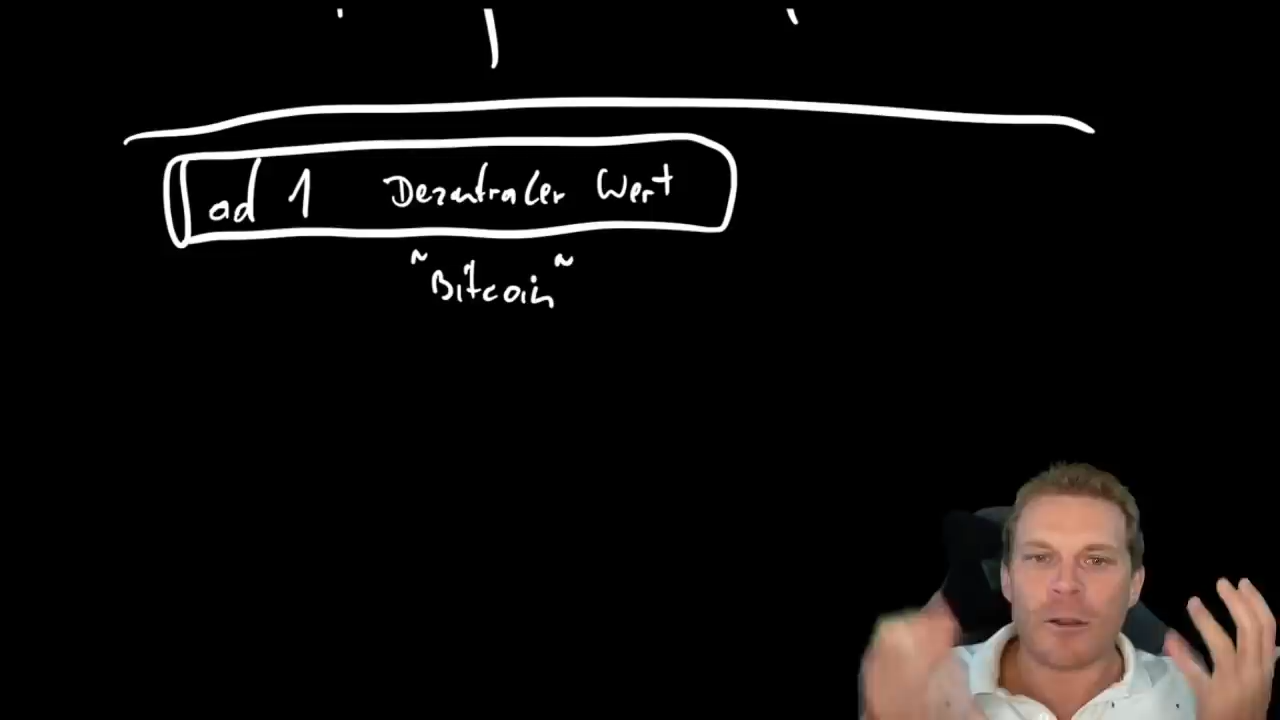 ad 1 Dezentraler Wert
"Bitcoin"